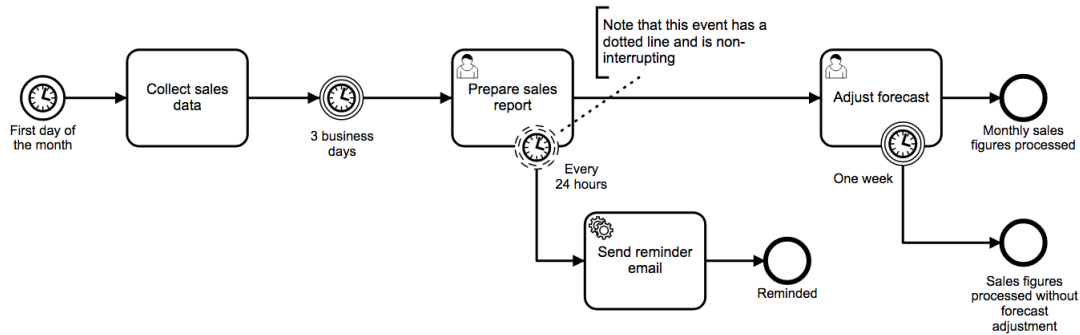 First day of
the month
Collect sales
data
3 business
days
Prepare sales
report
Note that this event has a
dotted line and is non-
interrupting
Every
24 hours
Send reminder
email
Reminded
Adjust forecast
One week
Monthly sales
figures processed
Sales figures
processed without
forecast
adjustment